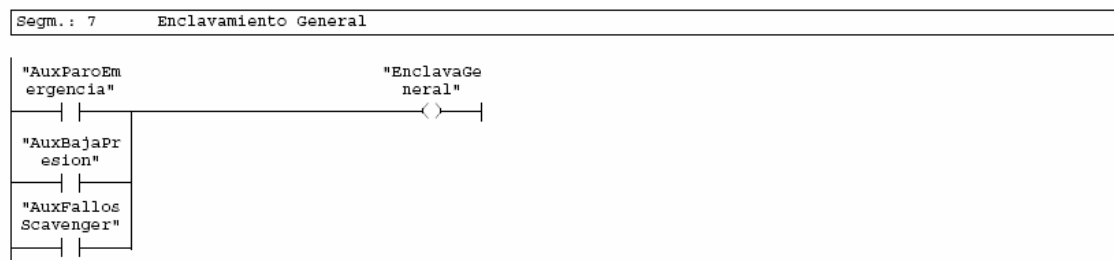 Segm.: 7 Enclavamiento General
"AuxParoEm
ergencia"
"EnclavaGe
neral"
"AuxBajaPr
esion"
"AuxFallos
Scavenger"